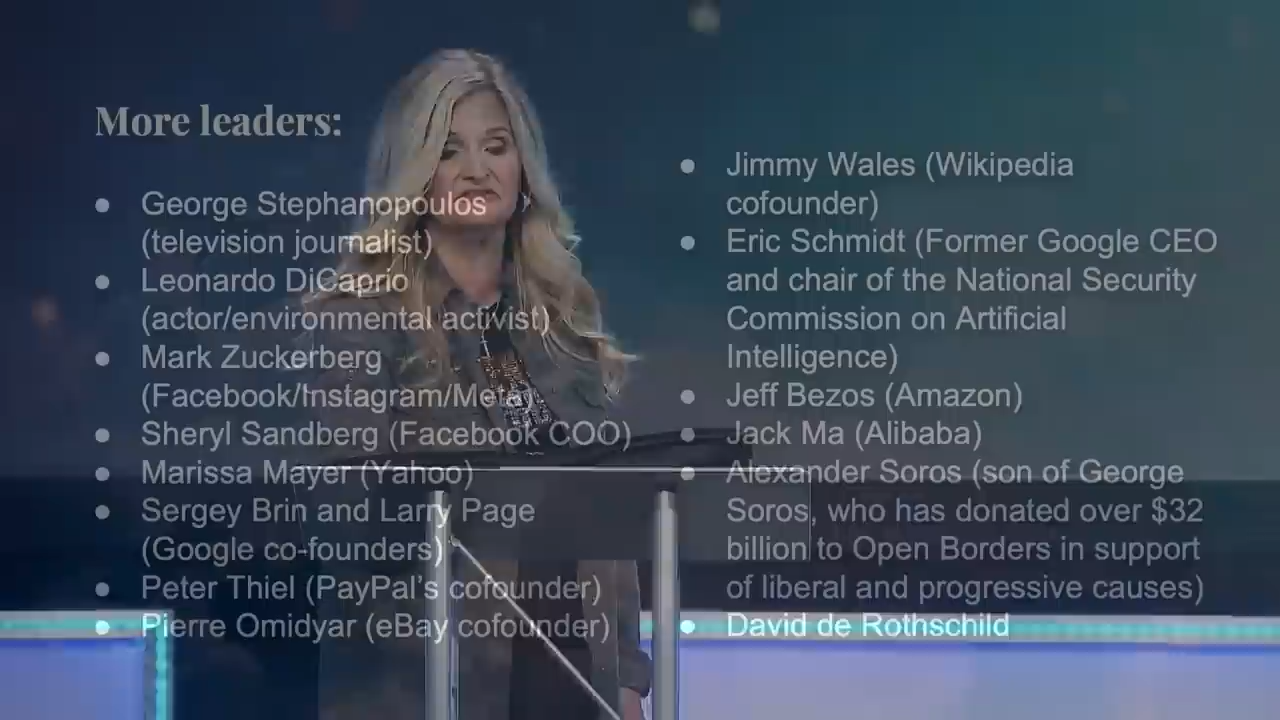 More leaders:
George Stephanopoulos
(television journalist)
Leonardo DiCaprio
(actor/environmental activist)
Mark Zuckerberg
(Facebook/Instagram/Meta)
Sheryl Sandberg (Facebook COO)
Marissa Mayer (Yahoo)
Sergey Brin and Larry Page
(Google co-founders)
Peter Thiel (PayPal's cofounder)
Pierre Omidyar (eBay cofounder)
Jimmy Wales (Wikipedia
cofounder)
Eric Schmidt (Former Google CEO
and chair of the National Security
Commission on Artificial
Intelligence)
Jeff Bezos (Amazon)
Jack Ma (Alibaba)
Alexander Soros (son of George
Soros, who has donated over $32
billion to Open Borders in support
of liberal and progressive causes)
David de Rothschild